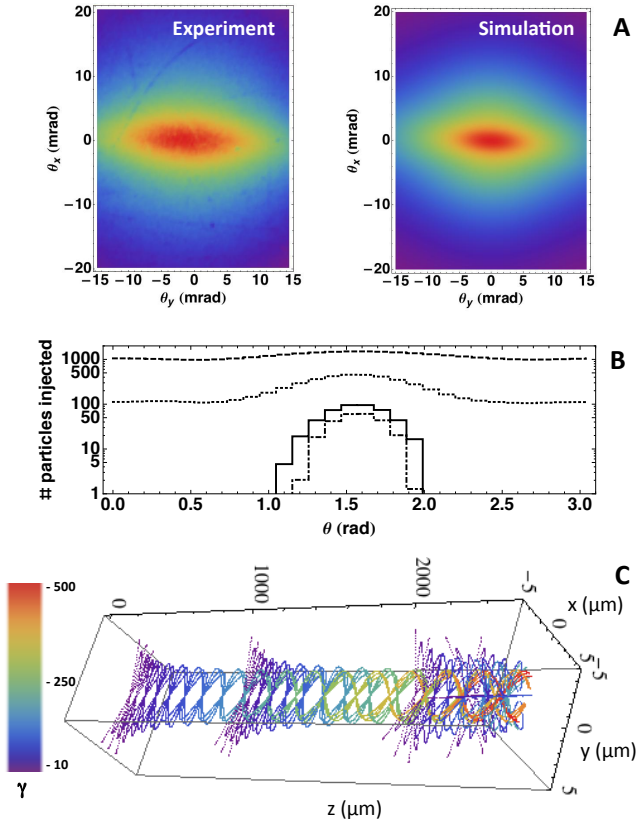 Experiment
Simulation
A
20
10
0
−10
−20
θx (mrad)
−15 −10 −5 0 5 10 15
θy (mrad)
20
10
0
−10
−20
θx (mrad)
−15 −10 −5 0 5 10 15
θy (mrad)
B
1000
500
100
50
10
5
1
# particles injected
0.0 0.5 1.0 1.5 2.0 2.5 3.0
θ (rad)
C
- 500
- 250
- 10
γ
0
1000
2000
−5
0
5
x (μm)
−5
0
5
y (μm)
z (μm)